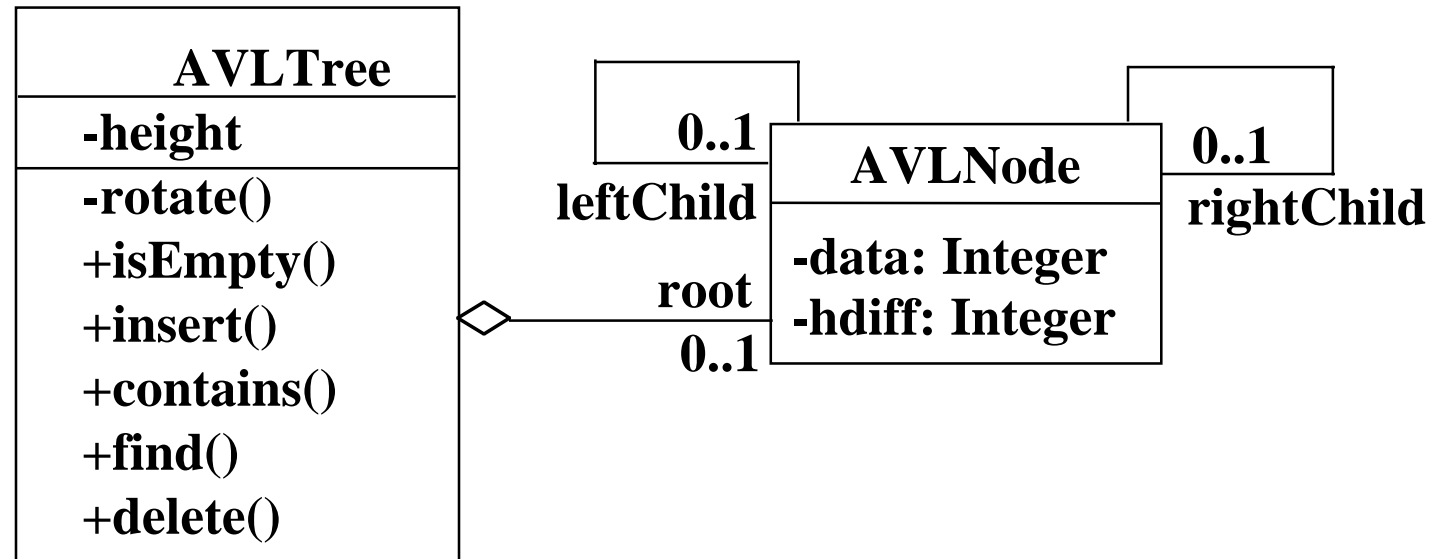 AVLTree
-height
-rotate()
+isEmpty()
+insert()
+contains()
+find()
+delete()
0..1
leftChild
root
0..1
AVLNode
-data: Integer
-hdiff: Integer
0..1
rightChild